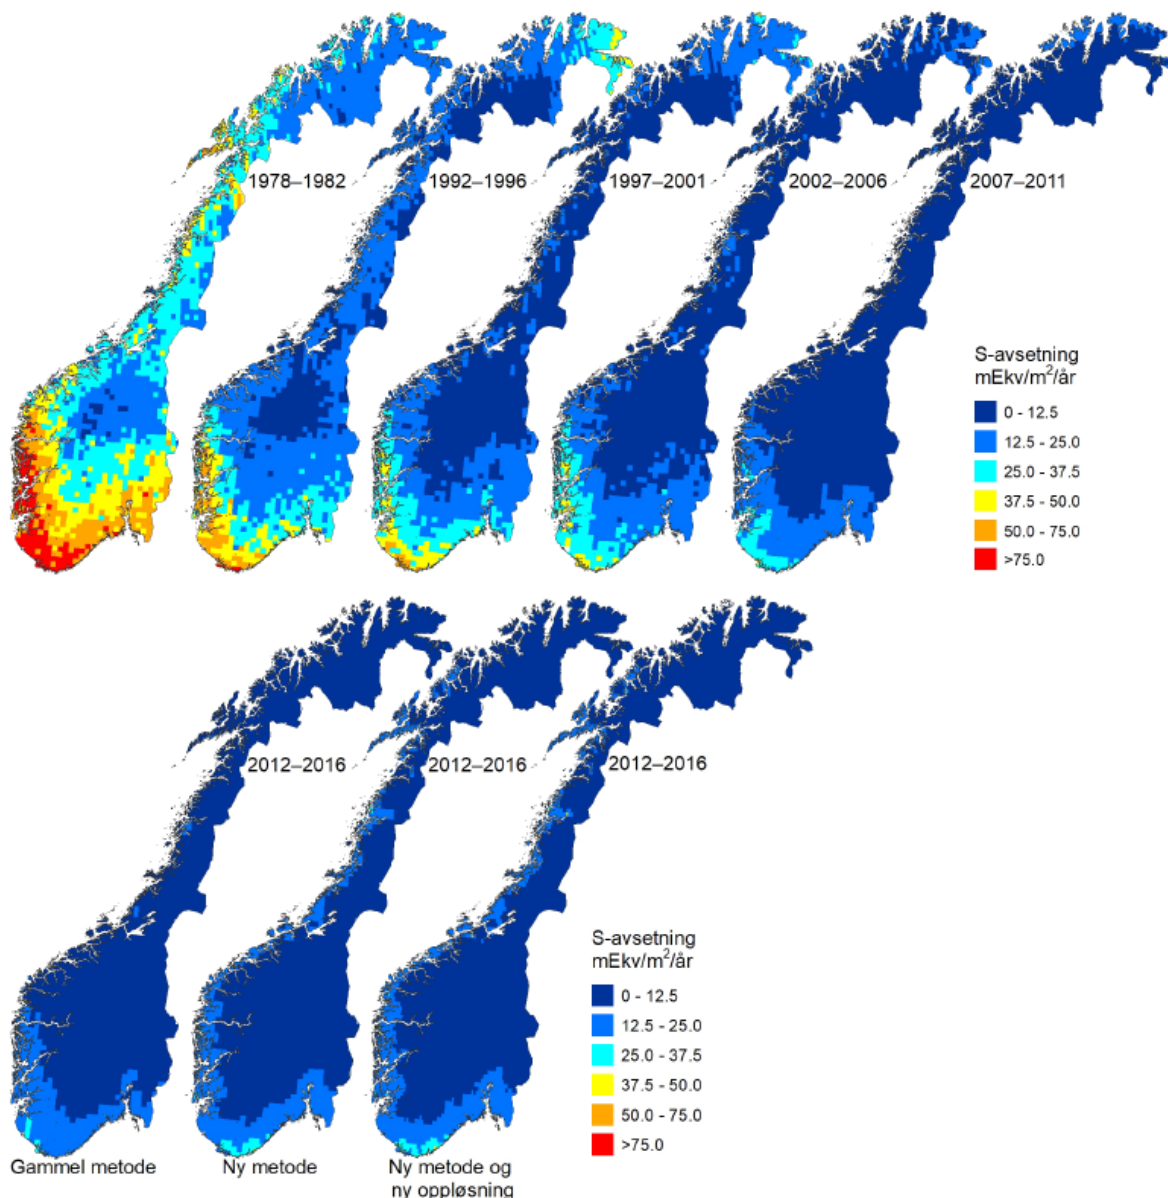 1978–1982
1992–1996
1997–2001
2002–2006
2007–2011
S-avsetning
mEkv/m²/år
0 - 12.5
12.5 - 25.0
25.0 - 37.5
37.5 - 50.0
50.0 - 75.0
>75.0
2012–2016
2012–2016
2012–2016
S-avsetning
mEkv/m²/år
0 - 12.5
12.5 - 25.0
25.0 - 37.5
37.5 - 50.0
50.0 - 75.0
>75.0
Gammel metode
Ny metode
Ny metode og
ny oppløsning